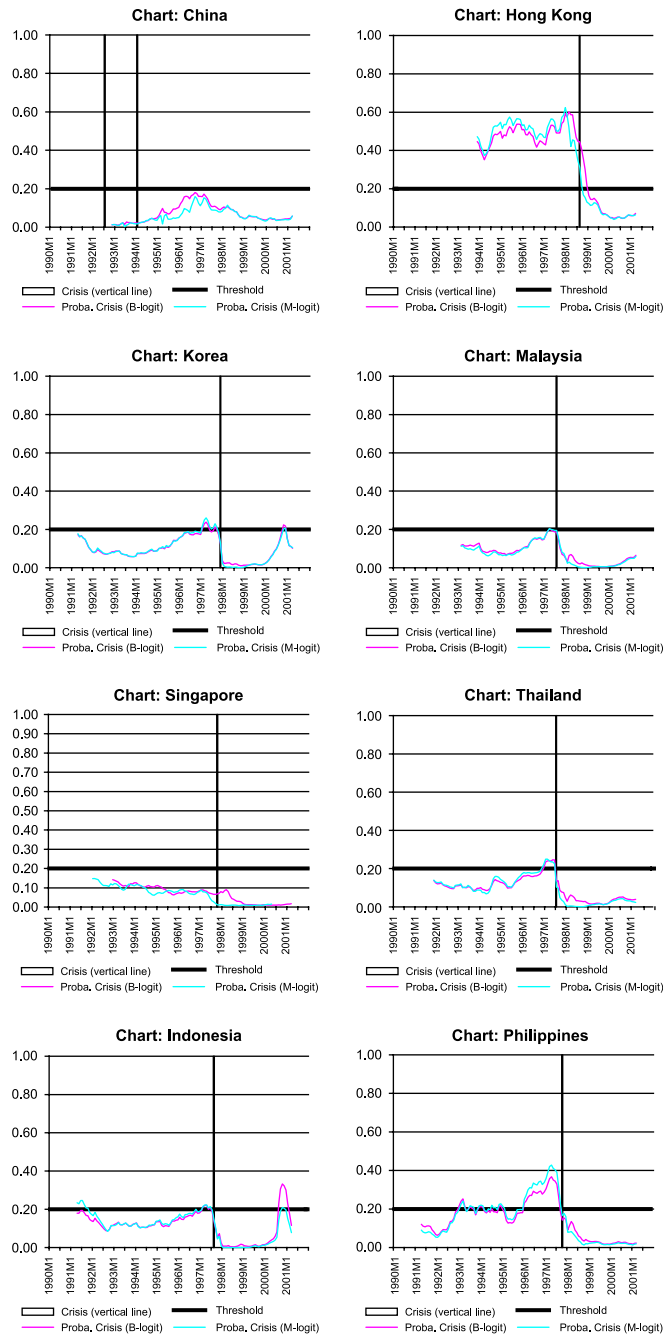 Chart: China
1.00
0.80
0.60
0.40
0.20
0.00
1990M1
1991M1
1992M1
1993M1
1994M1
1995M1
1996M1
1997M1
1998M1
1999M1
2000M1
2001M1
Crisis (vertical line) Threshold
Proba. Crisis (B-logit) Proba. Crisis (M-logit)
Chart: Hong Kong
1.00
0.80
0.60
0.40
0.20
0.00
1990M1
1991M1
1992M1
1993M1
1994M1
1995M1
1996M1
1997M1
1998M1
1999M1
2000M1
2001M1
Crisis (vertical line) Threshold
Proba. Crisis (B-logit) Proba. Crisis (M-logit)
Chart: Korea
1.00
0.80
0.60
0.40
0.20
0.00
1990M1
1991M1
1992M1
1993M1
1994M1
1995M1
1996M1
1997M1
1998M1
1999M1
2000M1
2001M1
Crisis (vertical line) Threshold
Proba. Crisis (B-logit) Proba. Crisis (M-logit)
Chart: Malaysia
1.00
0.80
0.60
0.40
0.20
0.00
1990M1
1991M1
1992M1
1993M1
1994M1
1995M1
1996M1
1997M1
1998M1
1999M1
2000M1
2001M1
Crisis (vertical line) Threshold
Proba. Crisis (B-logit) Proba. Crisis (M-logit)
Chart: Singapore
1.00
0.90
0.80
0.70
0.60
0.50
0.40
0.30
0.20
0.10
0.00
1990M1
1991M1
1992M1
1993M1
1994M1
1995M1
1996M1
1997M1
1998M1
1999M1
2000M1
2001M1
Crisis (vertical line) Threshold
Proba. Crisis (B-logit) Proba. Crisis (M-logit)
Chart: Thailand
1.00
0.80
0.60
0.40
0.20
0.00
1990M1
1991M1
1992M1
1993M1
1994M1
1995M1
1996M1
1997M1
1998M1
1999M1
2000M1
2001M1
Crisis (vertical line) Threshold
Proba. Crisis (B-logit) Proba. Crisis (M-logit)
Chart: Indonesia
1.00
0.80
0.60
0.40
0.20
0.00
1990M1
1991M1
1992M1
1993M1
1994M1
1995M1
1996M1
1997M1
1998M1
1999M1
2000M1
2001M1
Crisis (vertical line) Threshold
Proba. Crisis (B-logit) Proba. Crisis (M-logit)
Chart: Philippines
1.00
0.80
0.60
0.40
0.20
0.00
1990M1
1991M1
1992M1
1993M1
1994M1
1995M1
1996M1
1997M1
1998M1
1999M1
2000M1
2001M1
Crisis (vertical line) Threshold
Proba. Crisis (B-logit) Proba. Crisis (M-logit)